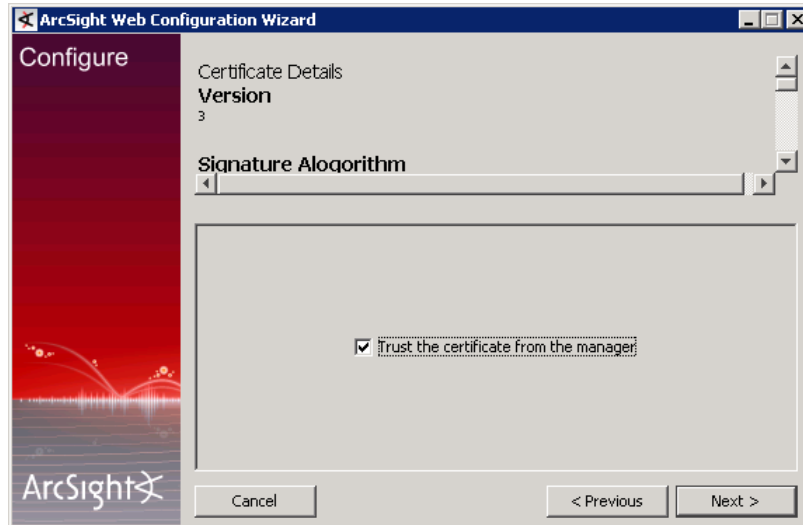 ArcSight Web Configuration Wizard
Configure
Certificate Details
Version
3
Signature Alogorithm
Trust the certificate from the manager
ArcSight
Cancel
< Previous
Next >